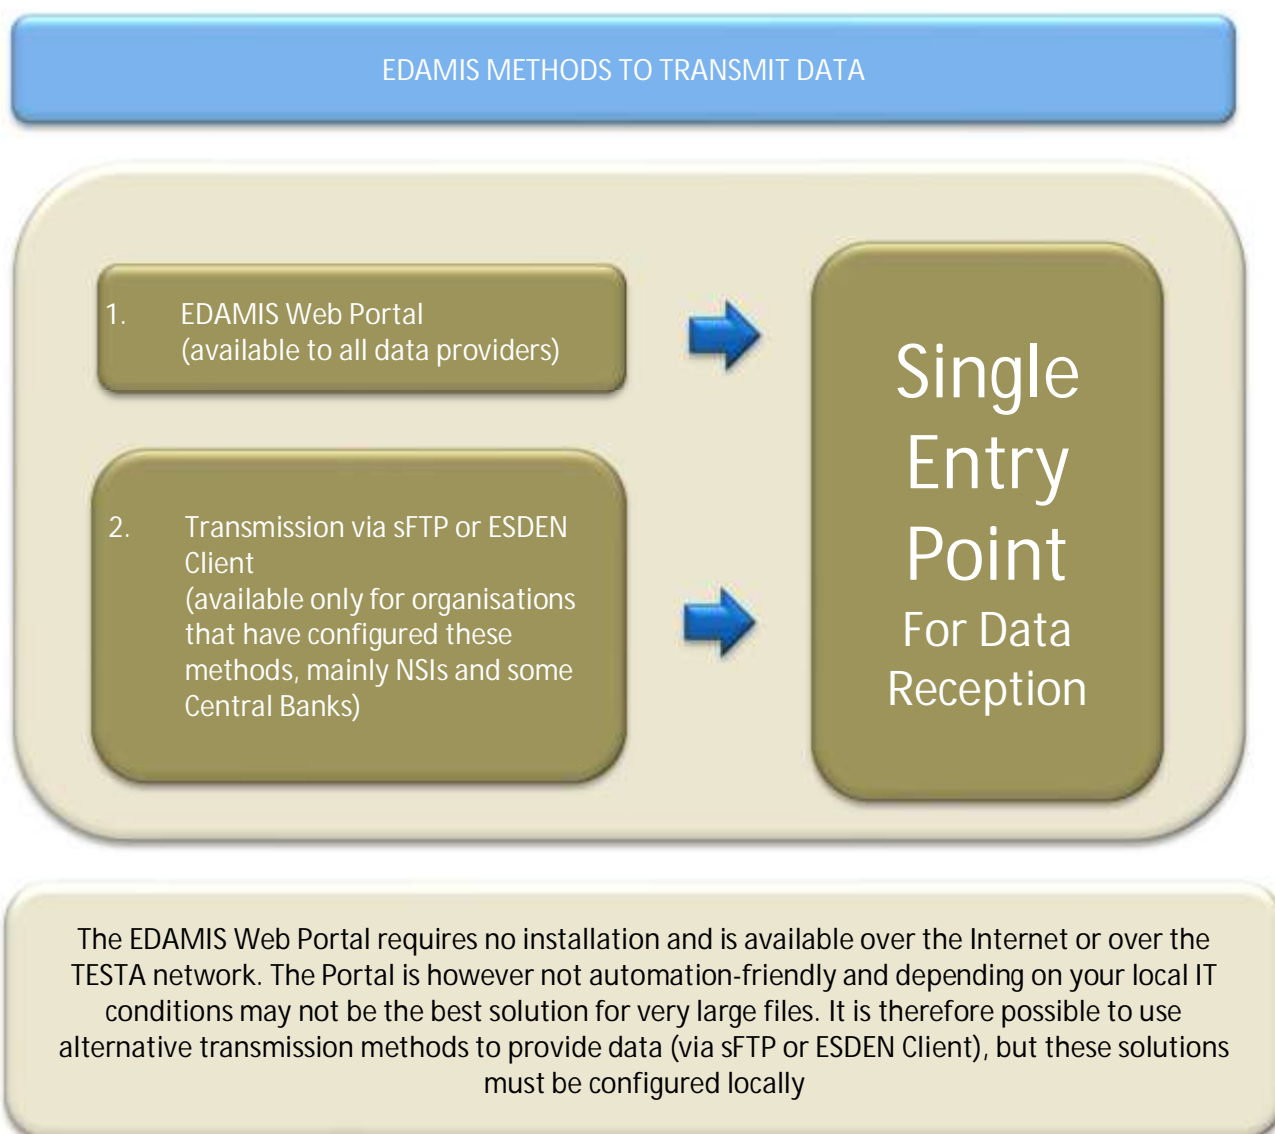 EDAMIS METHODS TO TRANSMIT DATA
1. EDAMIS Web Portal
(available to all data providers)
2. Transmission via sFTP or ESDEN
Client
(available only for organisations
that have configured these
methods, mainly NSIs and some
Central Banks)
Single
Entry
Point
For Data
Reception
The EDAMIS Web Portal requires no installation and is available over the Internet or over the
TESTA network. The Portal is however not automation-friendly and depending on your local IT
conditions may not be the best solution for very large files. It is therefore possible to use
alternative transmission methods to provide data (via sFTP or ESDEN Client), but these solutions
must be configured locally